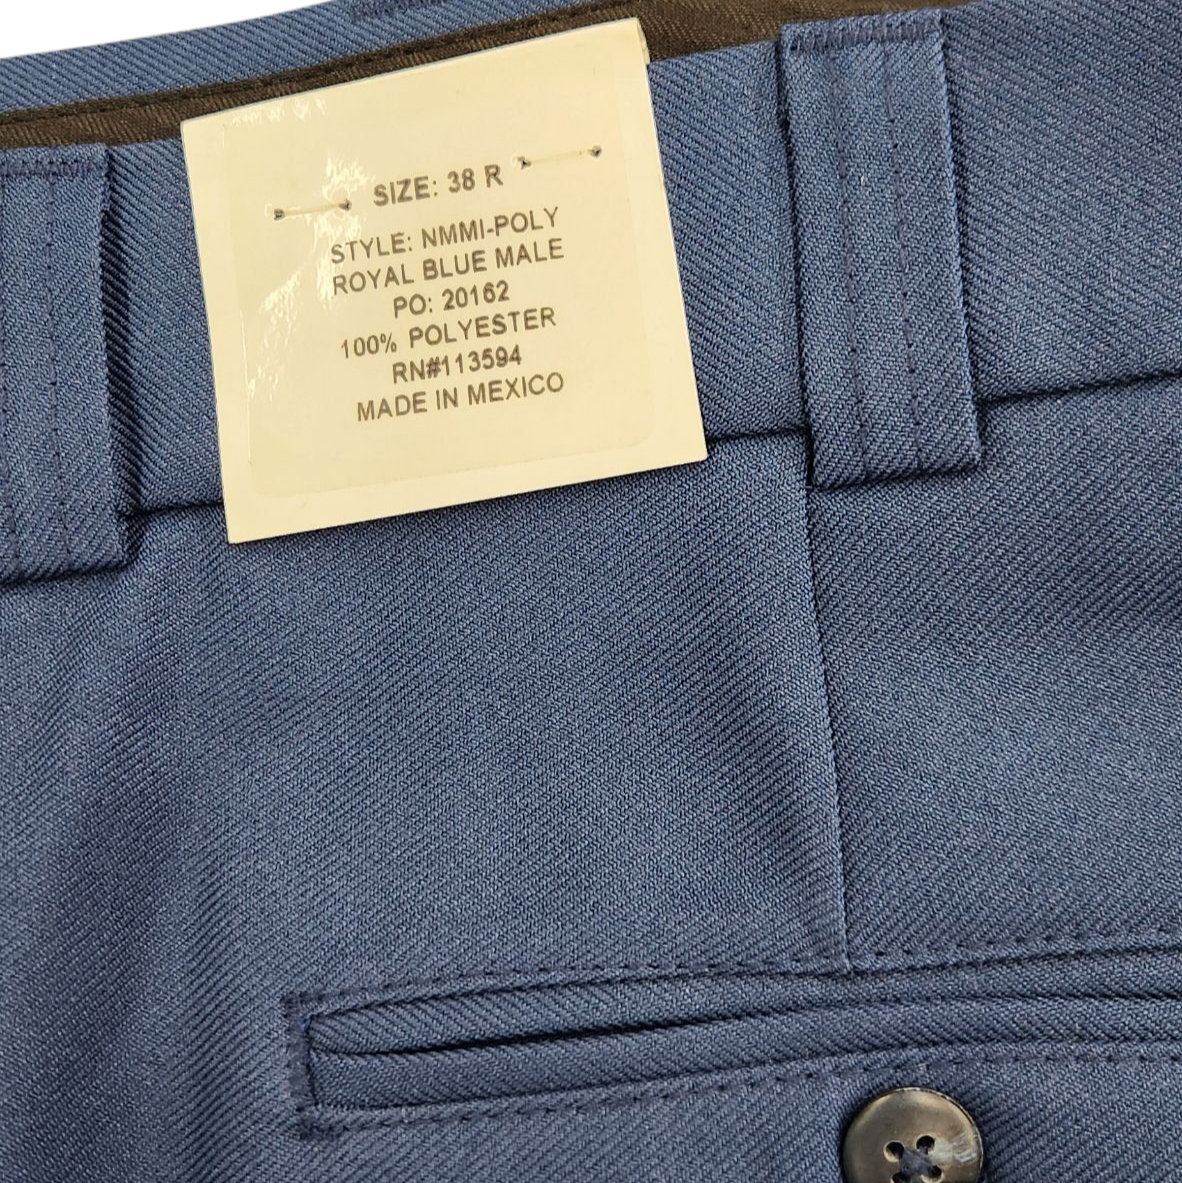 SIZE: 38 R
STYLE: NMMI-POLY
ROYAL BLUE MALE
PO: 20162
100% POLYESTER
RN#113594
MADE IN MEXICO